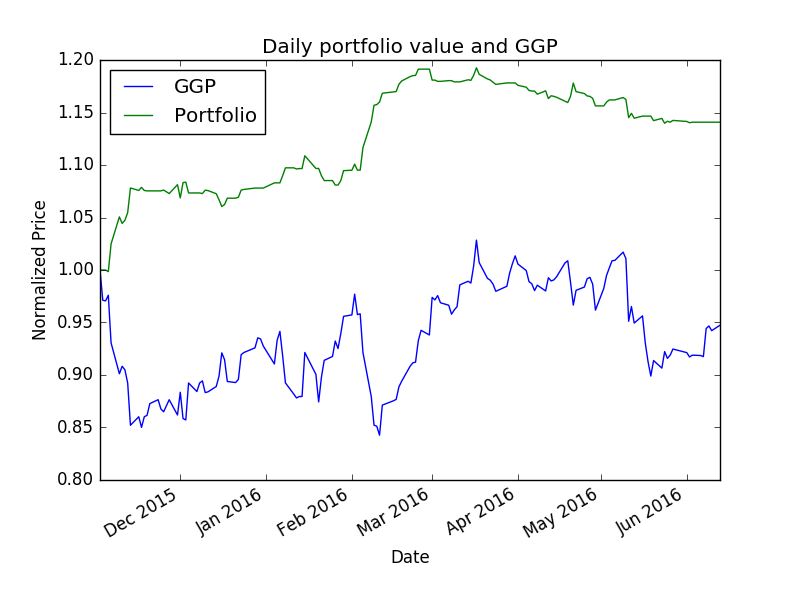 Daily portfolio value and GGP
1.20
1.15
1.10
1.05
1.00
0.95
0.90
0.85
0.80
Normalized Price
GGP
Portfolio
Dec 2015
Jan 2016
Feb 2016
Mar 2016
Apr 2016
May 2016
Jun 2016
Date